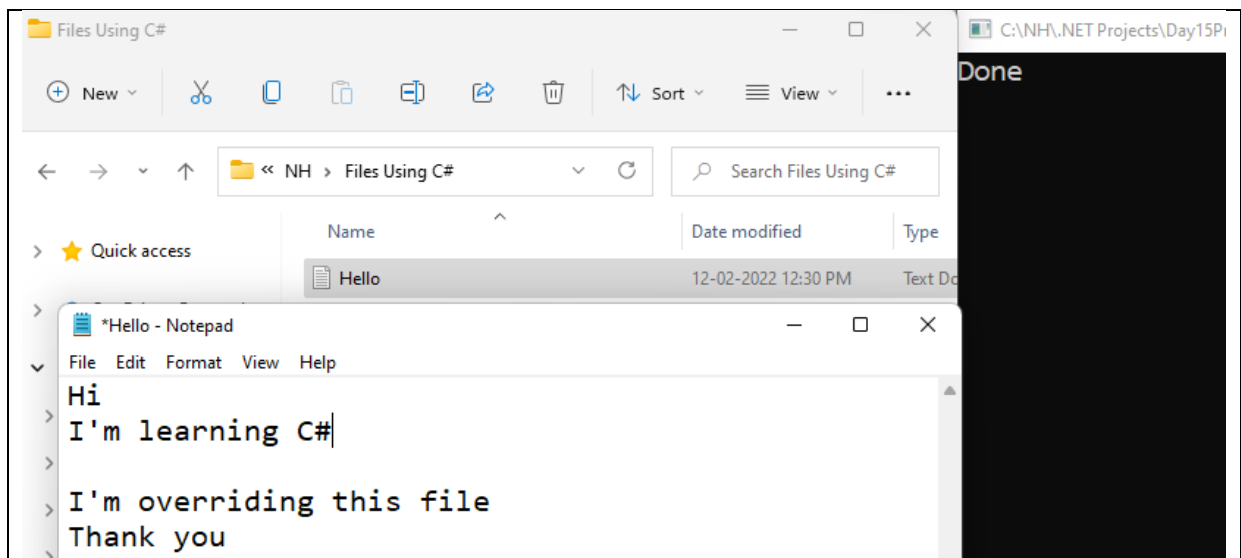 Files Using C#
C:\NH\.NET Projects\Day15Pr
New
Sort
View
Done
« NH > Files Using C#
Search Files Using C#
Name
Date modified
Type
Quick access
Hello
12-02-2022 12:30 PM
Text Do
*Hello - Notepad
File Edit Format View Help
Hi
I'm learning C#
I'm overriding this file
Thank you